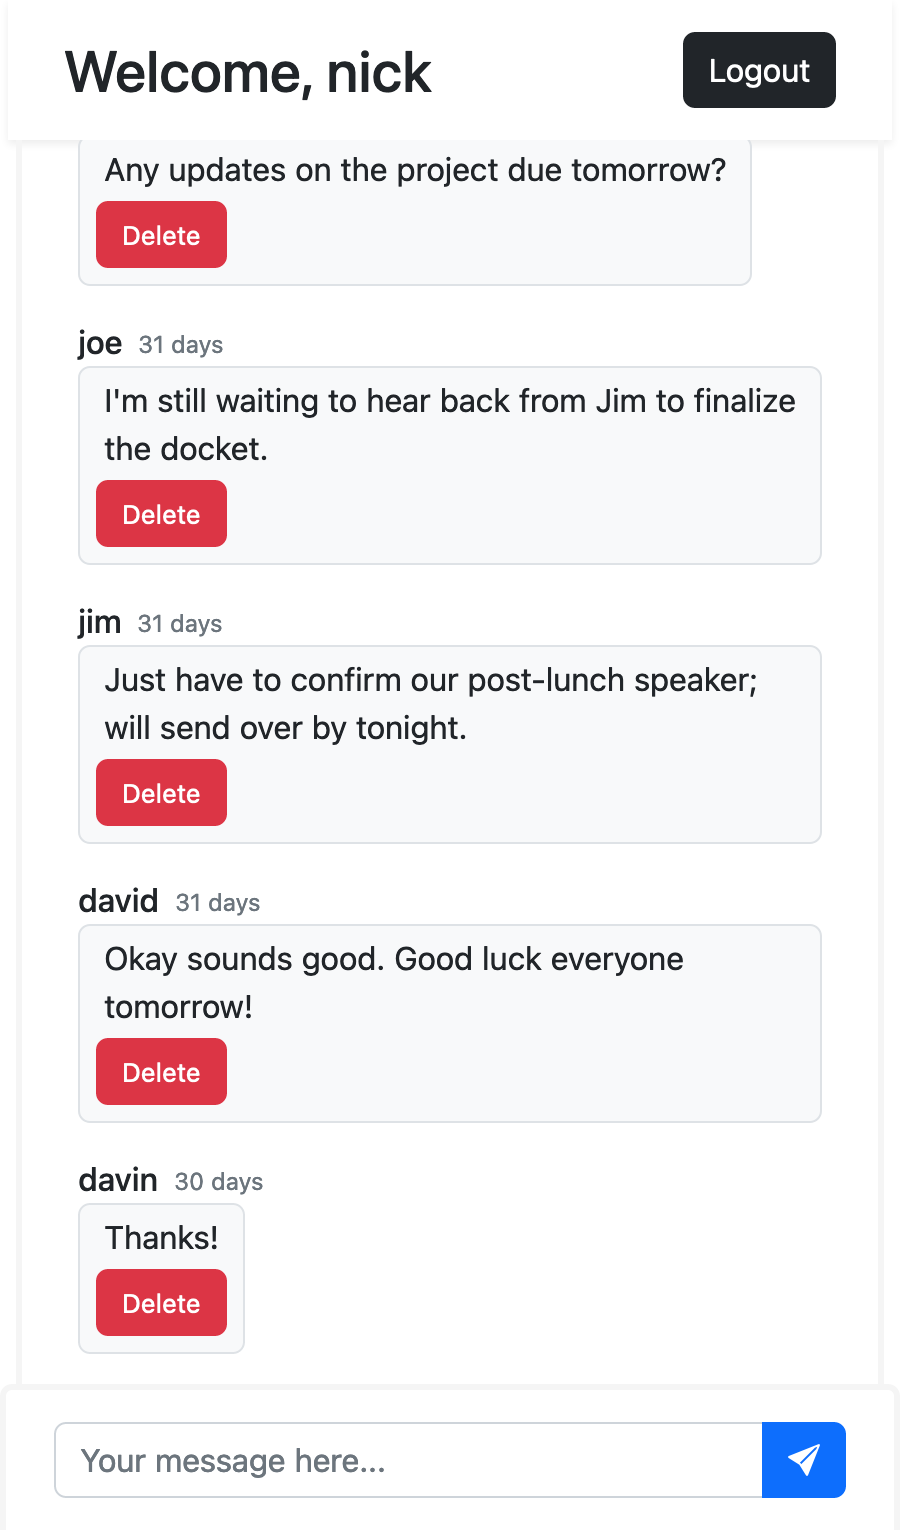 Welcome, nick
Logout
Any updates on the project due tomorrow?
Delete
joe 31 days
I'm still waiting to hear back from Jim to finalize
the docket.
Delete
jim 31 days
Just have to confirm our post-lunch speaker;
will send over by tonight.
Delete
david 31 days
Okay sounds good. Good luck everyone
tomorrow!
Delete
davin 30 days
Thanks!
Delete
Your message here...